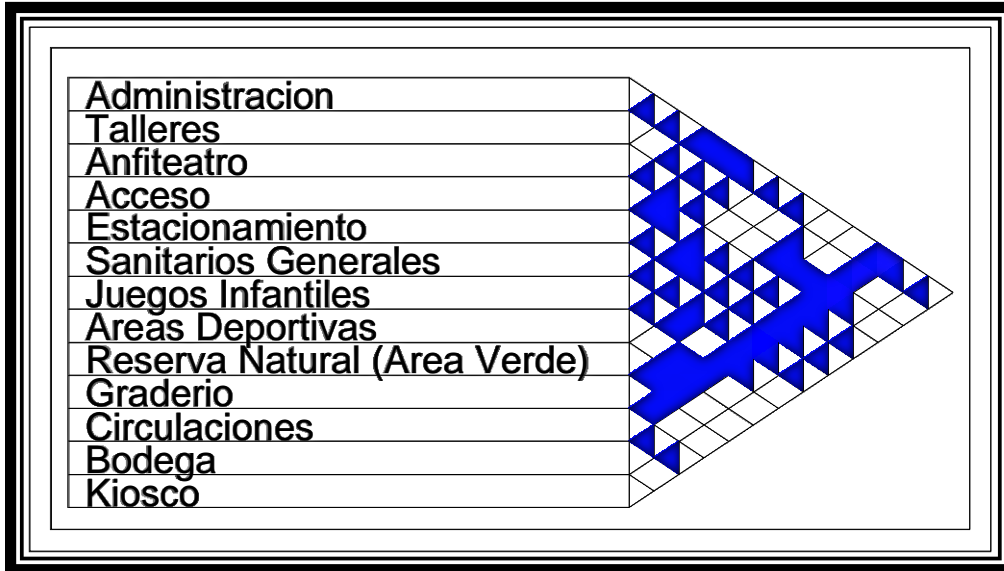 Administracion
Talleres
Anfiteatro
Acceso
Estacionamiento
Sanitarios Generales
Juegos Infantiles
Areas Deportivas
Reserva Natural (Area Verde)
Graderio
Circulaciones
Bodega
Kiosco